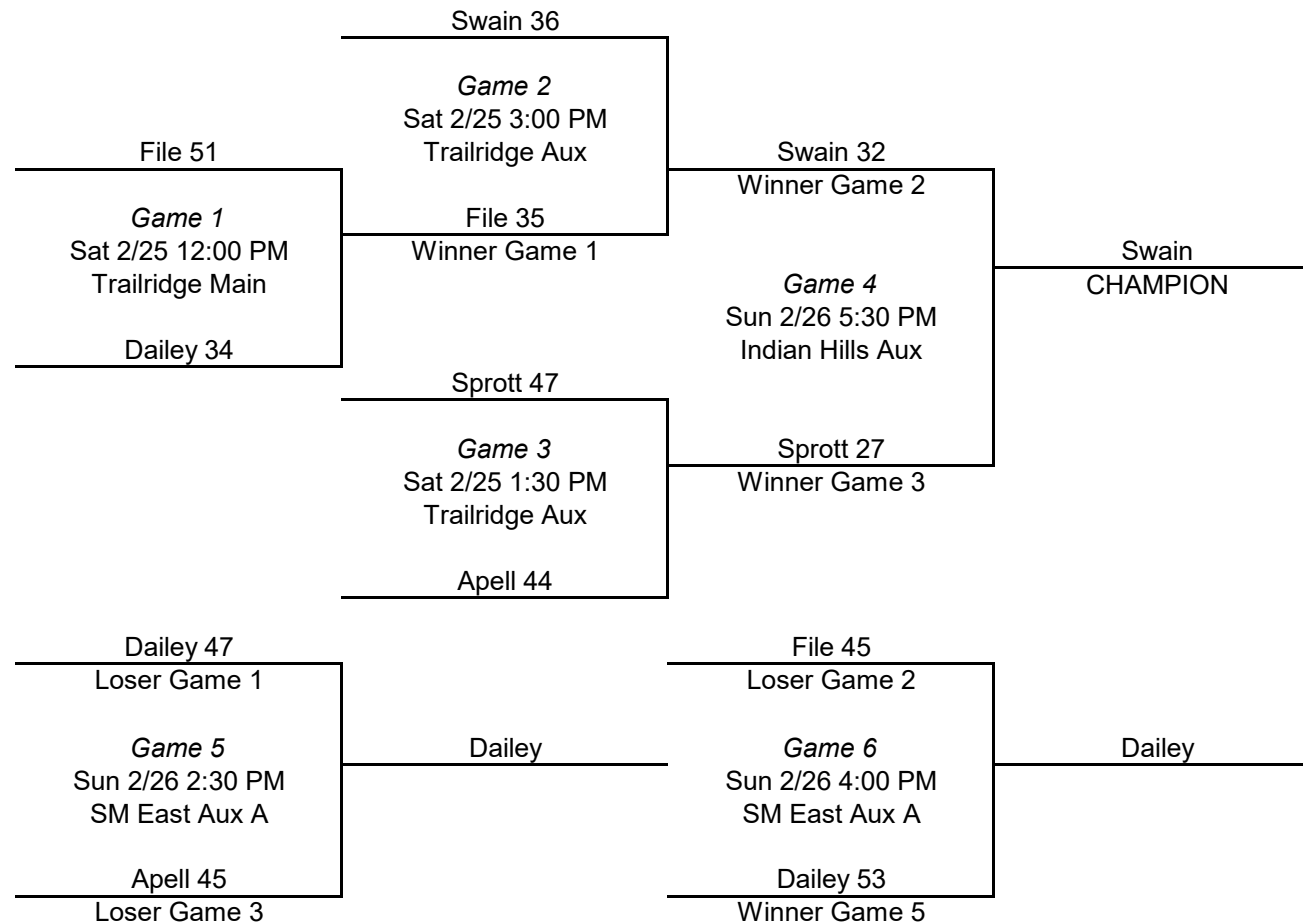 Swain 36
Game 2
Sat 2/25 3:00 PM
Trailridge Aux
File 51
Swain 32
Winner Game 2
Game 1
Sat 2/25 12:00 PM
Trailridge Main
File 35
Winner Game 1
Swain
CHAMPION
Game 4
Sun 2/26 5:30 PM
Indian Hills Aux
Dailey 34
Sprott 47
Game 3
Sat 2/25 1:30 PM
Trailridge Aux
Sprott 27
Winner Game 3
Apell 44
Dailey 47
Loser Game 1
File 45
Loser Game 2
Game 5
Sun 2/26 2:30 PM
SM East Aux A
Dailey
Game 6
Sun 2/26 4:00 PM
SM East Aux A
Dailey
Apell 45
Loser Game 3
Dailey 53
Winner Game 5